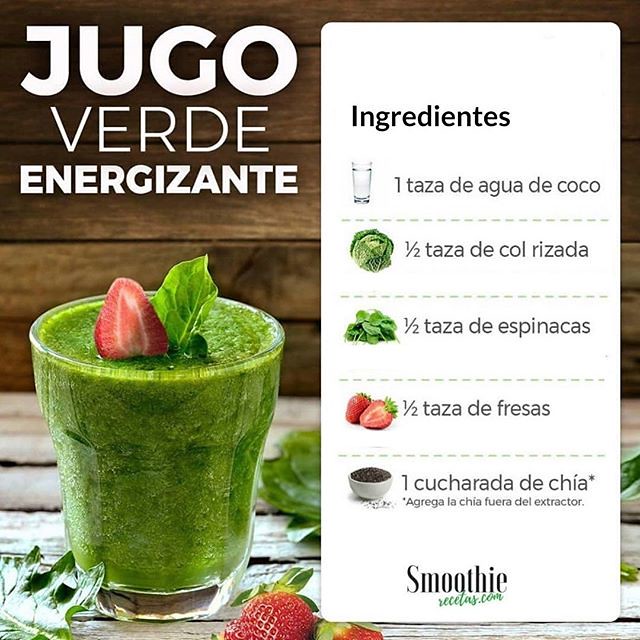 JUGO
VERDE
ENERGIZANTE
Ingredientes
1 taza de agua de coco
½ taza de col rizada
½ taza de espinacas
½ taza de fresas
1 cucharada de chía*
*Agrega la chía fuera del extractor.
Smoothie
recetas.com